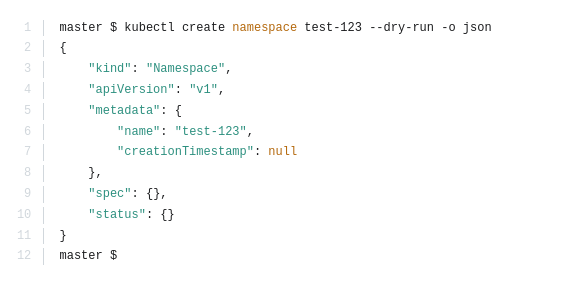 1 master $ kubectl create namespace test-123 --dry-run -o json
2 {
3     "kind": "Namespace",
4     "apiVersion": "v1",
5     "metadata": {
6         "name": "test-123",
7         "creationTimestamp": null
8     },
9     "spec": {},
10     "status": {}
11 }
12 master $